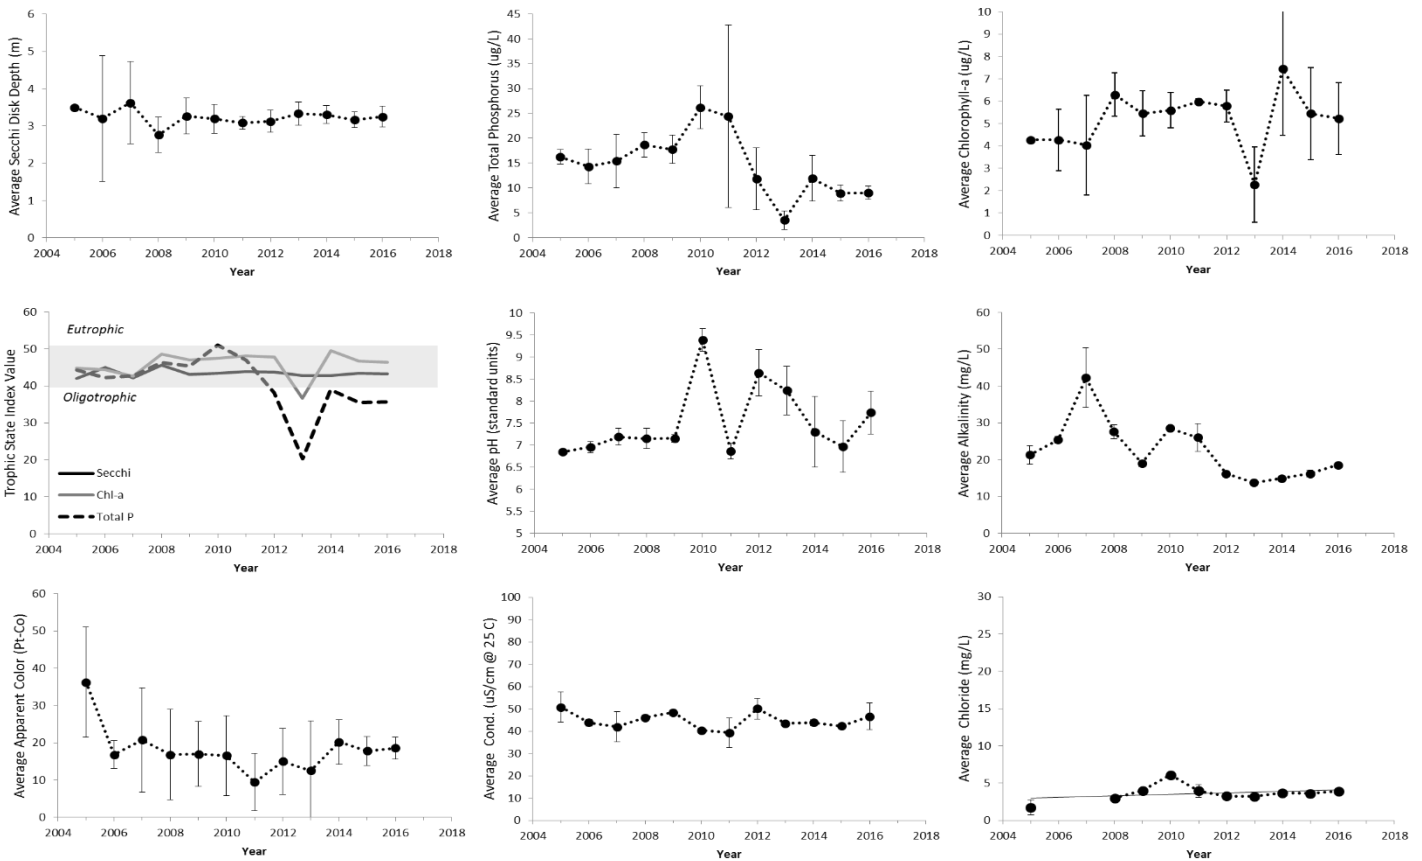 Average Secchi Disk Depth (m)
6
5
4
3
2
1
0
2004 2006 2008 2010 2012 2014 2016 2018
Year
Average Total Phosphorus (ug/L)
45
40
35
30
25
20
15
10
5
0
2004 2006 2008 2010 2012 2014 2016 2018
Year
Average Chlorophyll-a (ug/L)
10
9
8
7
6
5
4
3
2
1
0
2004 2006 2008 2010 2012 2014 2016 2018
Year
Trophic State Index Value
60
50
40
30
20
10
0
Eutrophic
Oligotrophic
Secchi
Chl-a
Total P
2004 2006 2008 2010 2012 2014 2016 2018
Year
Average pH (standard units)
10
9.5
9
8.5
8
7.5
7
6.5
6
5.5
5
2004 2006 2008 2010 2012 2014 2016 2018
Year
Average Alkalinity (mg/L)
60
50
40
30
20
10
0
2004 2006 2008 2010 2012 2014 2016 2018
Year
Average Apparent Color (Pt-Co)
60
50
40
30
20
10
0
2004 2006 2008 2010 2012 2014 2016 2018
Year
Average Cond. (uS/cm @ 25 C)
100
90
80
70
60
50
40
30
20
10
0
2004 2006 2008 2010 2012 2014 2016 2018
Year
Average Chloride (mg/L)
30
25
20
15
10
5
0
2004 2006 2008 2010 2012 2014 2016 2018
Year